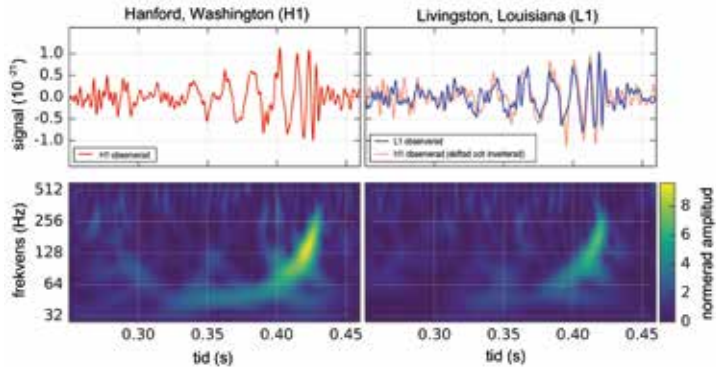 Hanford, Washington (H1)
Livingston, Louisiana (L1)
signal (10⁻²¹)
1.0
0.5
0.0
-0.5
-1.0
H1 observerad
L1 observerad
H1 observerad (skiftad och inverterad)
frekvens (Hz)
512
256
128
64
32
0.30
0.35
0.40
0.45
tid (s)
0.30
0.35
0.40
0.45
tid (s)
8
6
4
2
0
normerad amplitud